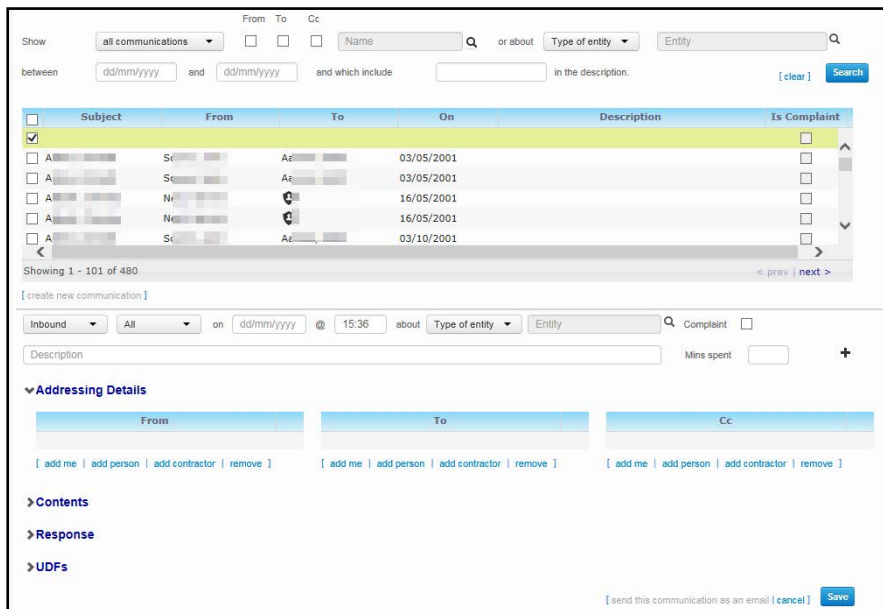 From To Cc
Show all communications Name or about Type of entity Entity
between dd/mm/yyyy and dd/mm/yyyy and which include in the description. [ clear ] Search
Subject From To On Description Is Complaint
03/05/2001
03/05/2001
16/05/2001
16/05/2001
03/10/2001
Showing 1 - 101 of 480 < prev | next >
[ create new communication ]
Inbound All on dd/mm/yyyy @ 15:36 about Type of entity Entity Complaint
Description Mins spent +
Addressing Details
From To Cc
[ add me | add person | add contractor | remove ] [ add me | add person | add contractor | remove ] [ add me | add person | add contractor | remove ]
Contents
Response
UDFs
[ send this communication as an email | cancel ] Save